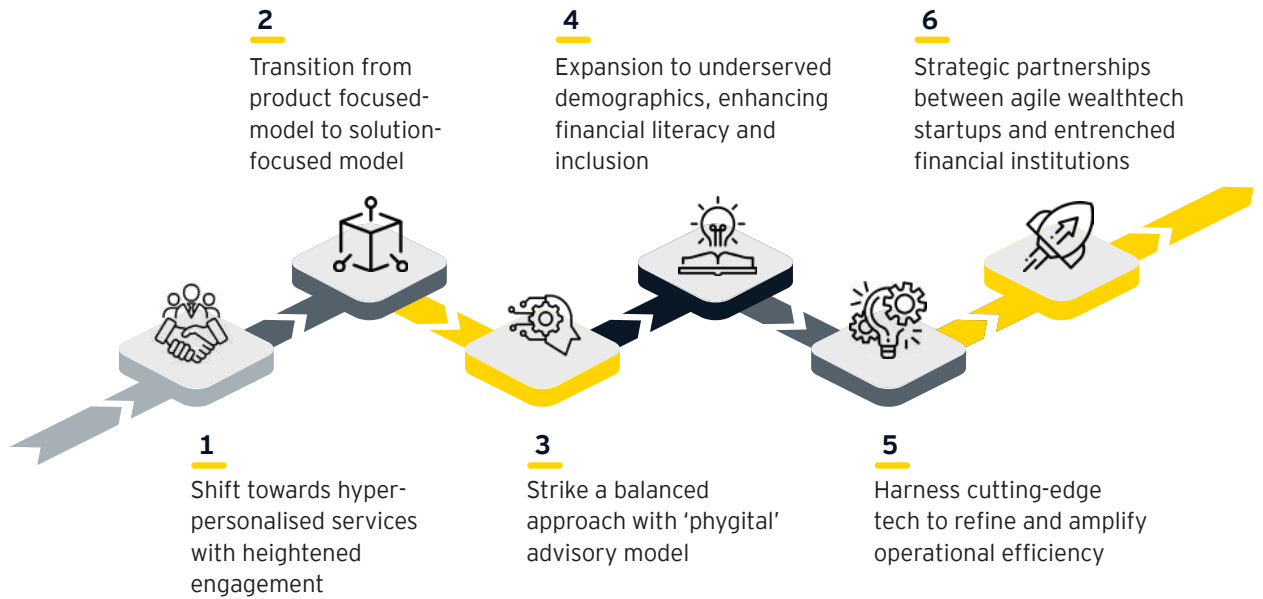 1
Shift towards hyper-
personalised services
with heightened
engagement
2
Transition from
product focused-
model to solution-
focused model
3
Strike a balanced
approach with ‘phygital’
advisory model
4
Expansion to underserved
demographics, enhancing
financial literacy and
inclusion
5
Harness cutting-edge
tech to refine and amplify
operational efficiency
6
Strategic partnerships
between agile wealthtech
startups and entrenched
financial institutions